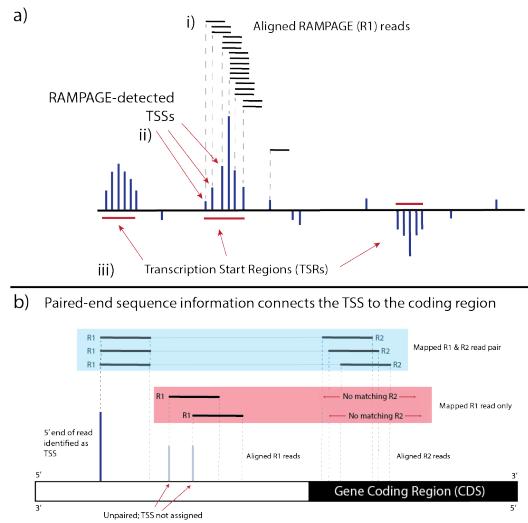 a)
i)
Aligned RAMPAGE (R1) reads
RAMPAGE-detected
TSSs
ii)
iii)
Transcription Start Regions (TSRs)
b)
Paired-end sequence information connects the TSS to the coding region
R1
R2
R1
R2
Mapped R1 & R2 read pair
R1
R2
R1
No matching R2
Mapped R1 read only
R1
No matching R2
5' end of read
identified as
TSS
Aligned R1 reads
Aligned R2 reads
5'
3'
Gene Coding Region (CDS)
3'
5'
Unpaired; TSS not assigned